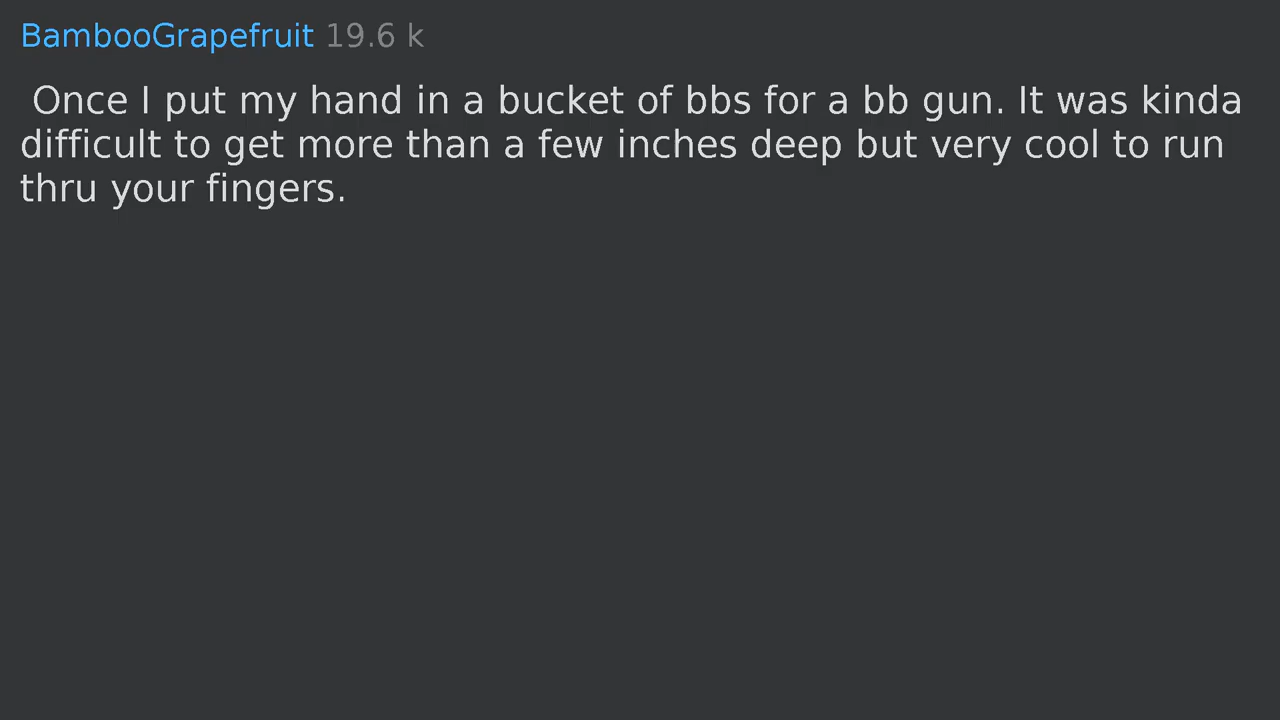 BambooGrapefruit 19.6 k
Once I put my hand in a bucket of bbs for a bb gun. It was kinda
difficult to get more than a few inches deep but very cool to run
thru your fingers.